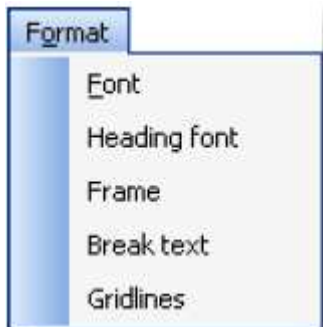 Format
Font
Heading font
Frame
Break text
Gridlines